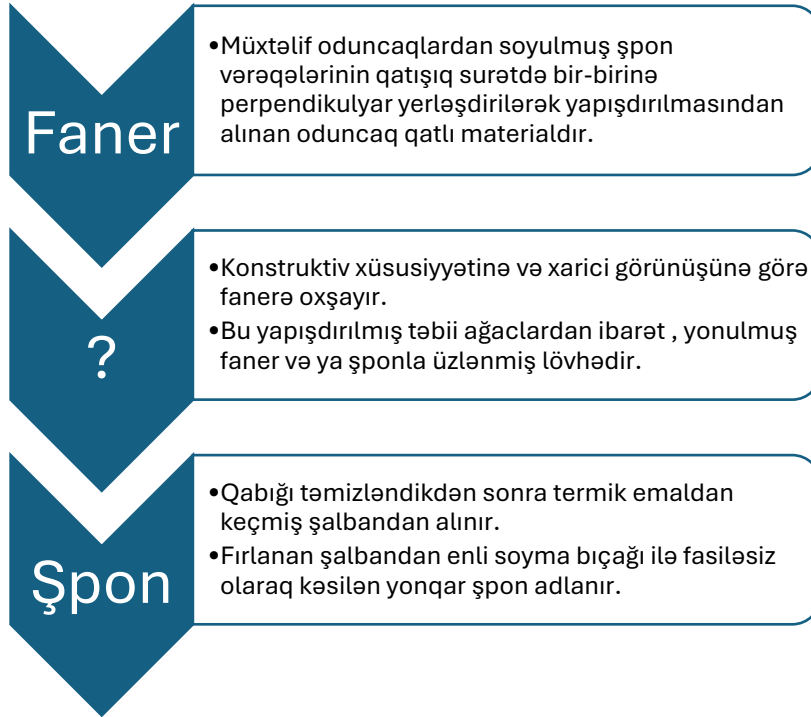 Faner
•Müxtəlif oduncaqlardan soyulmuş şpon
vərəqələrinin qatışıq surətdə bir-birinə
perpendikulyar yerləşdirilərək yapışdırılmasından
alınan oduncaq qatlı materialdır.
?
•Konstruktiv xüsusiyyətinə və xarici görünüşünə görə
fanerə oxşayır.
•Bu yapışdırılmış təbii ağaclardan ibarət , yonulmuş
faner və ya şponla üzlənmiş lövhədir.
Şpon
•Qabığı təmizləndikdən sonra termik emaldan
keçmiş şalbandan alınır.
•Fırlanan şalbandan enli soyma bıçağı ilə fasiləsiz
olaraq kəsilən yonqar şpon adlanır.